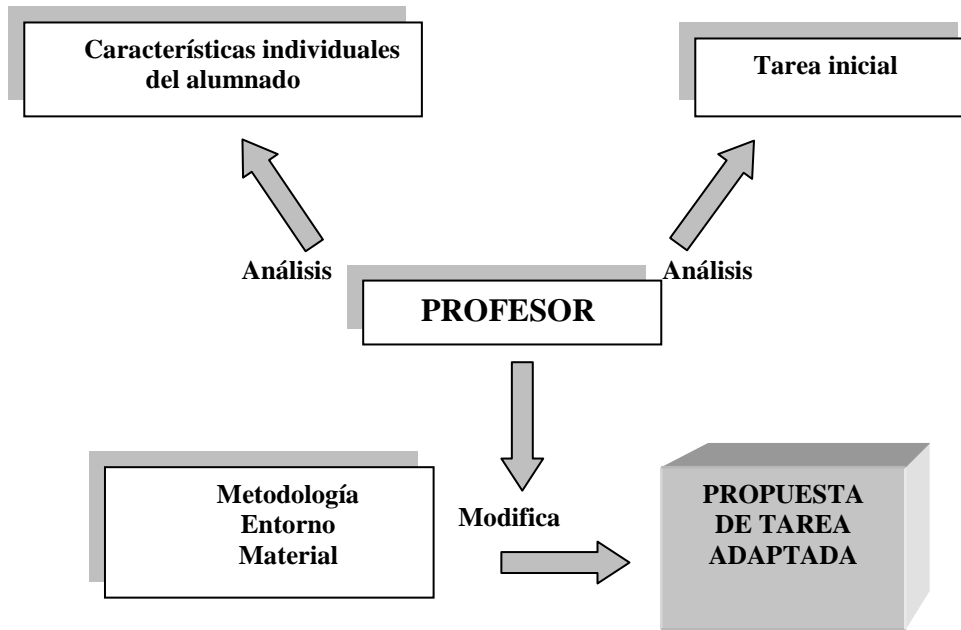 Características individuales
del alumnado
Tarea inicial
Análisis
Análisis
PROFESOR
Metodología
Entorno
Material
Modifica
PROPUESTA
DE TAREA
ADAPTADA